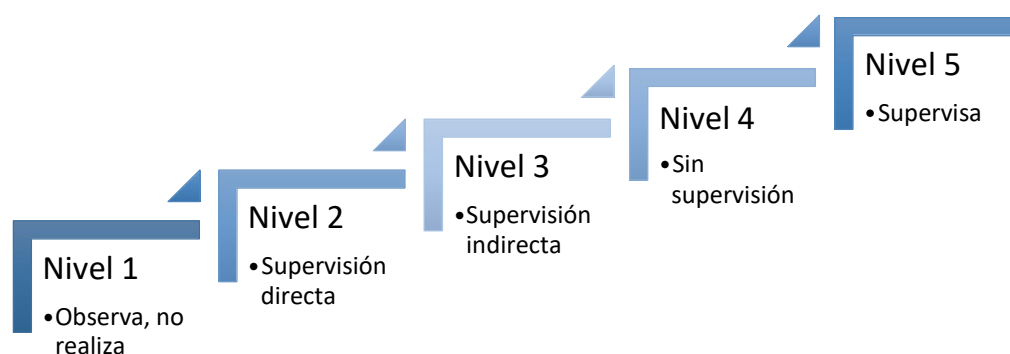 Nivel 1
•Observa, no
realiza
Nivel 2
•Supervisión
directa
Nivel 3
•Supervisión
indirecta
Nivel 4
•Sin
supervisión
Nivel 5
•Supervisa